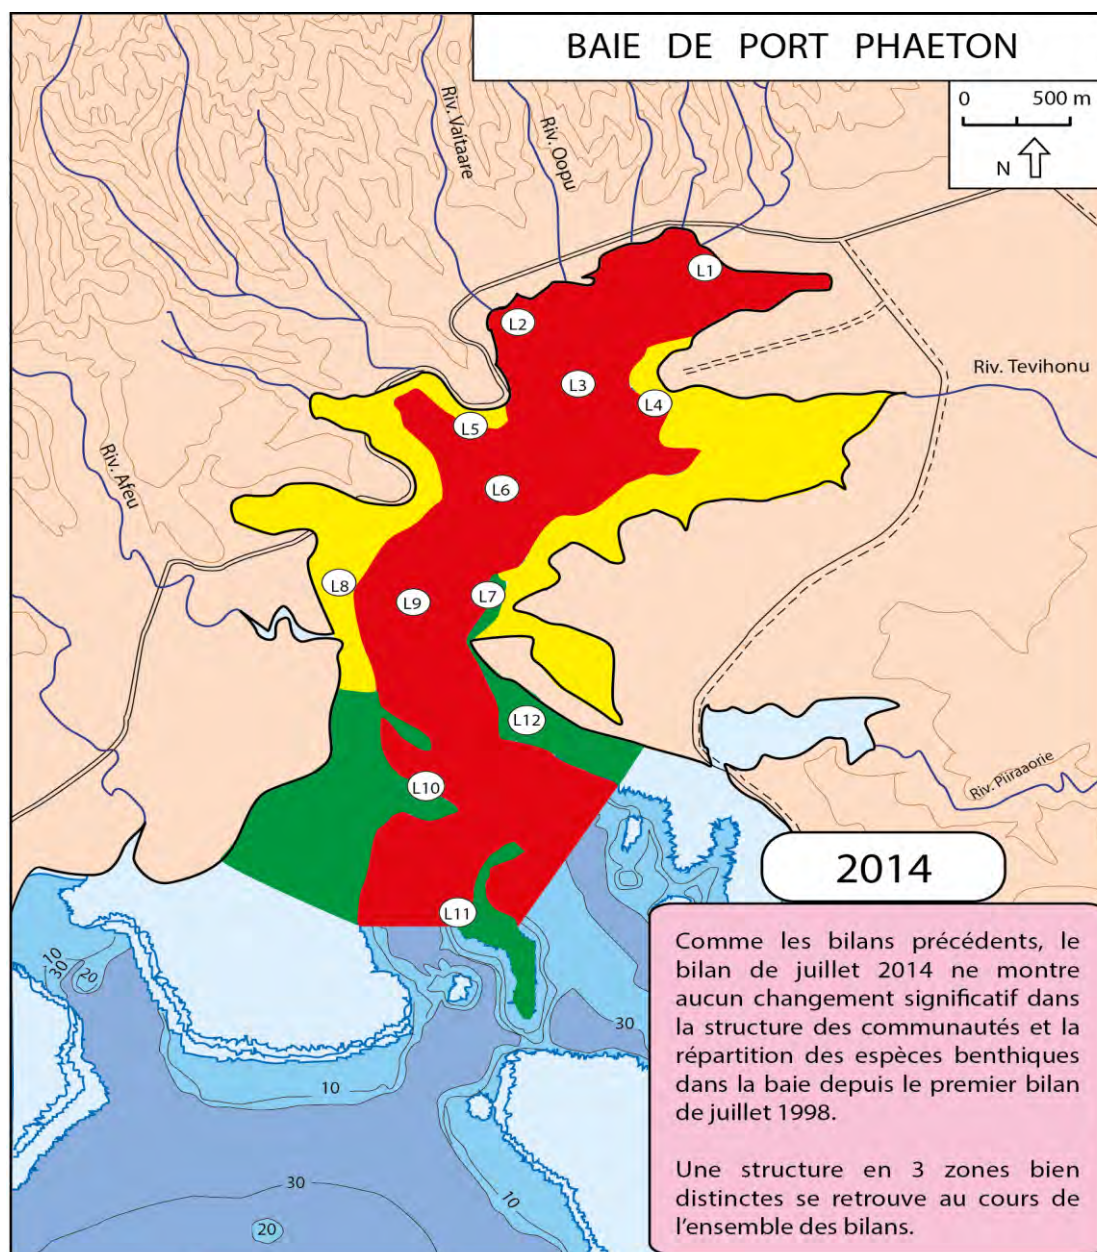 BAIE DE PORT PHAETON
0 500 m
N
Riv. Vaitaare
Riv. Oopu
L1
L2
L3
Riv. Tevihonu
L4
L5
Riv. Afeu
L6
L8
L7
L9
L12
Riv. Piiraaorie
L10
2014
L11
10
30
20
30
10
10
30
20
Comme les bilans précédents, le
bilan de juillet 2014 ne montre
aucun changement significatif dans
la structure des communautés et la
répartition des espèces benthiques
dans la baie depuis le premier bilan
de juillet 1998.
Une structure en 3 zones bien
distinctes se retrouve au cours de
l'ensemble des bilans.